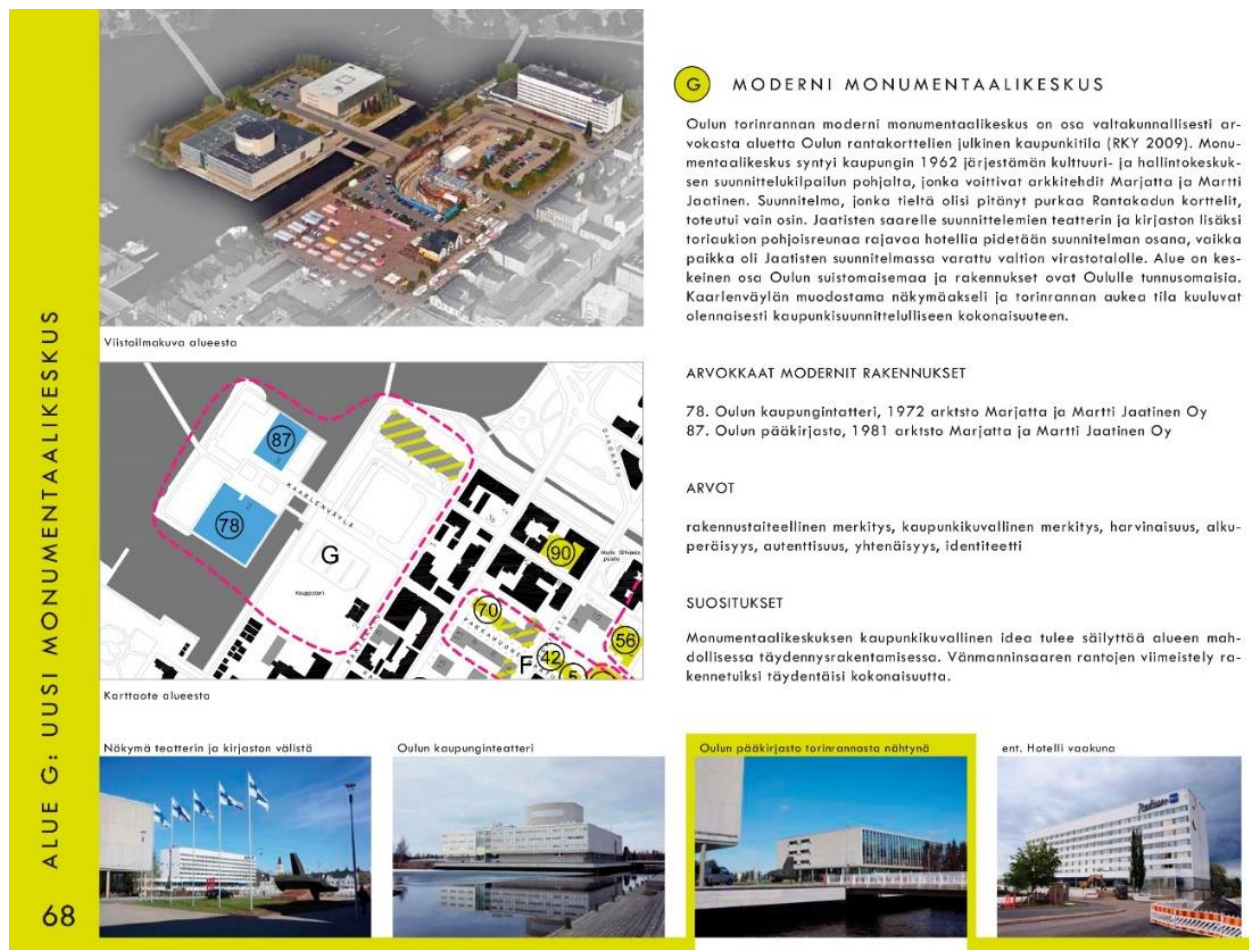 ALUE G: UUSI MONUMENTAALIKESKUS
68
Viistoilmakuva alueesta
87
3
2
78
KAARLENVÄYLÄ
G
Kauppatori
1
90
70
F
42
5
56
Karttaote alueesta
G MODERNI MONUMENTAALIKESKUS
Oulun torinrannan moderni monumentaalikeskus on osa valtakunnallisesti ar-
vokasta aluetta Oulun rantakorttelien julkinen kaupunkitila (RKY 2009). Monu-
mentaalikeskus syntyi kaupungin 1962 järjestämän kulttuuri- ja hallintokeskuk-
sen suunnittelukilpailun pohjalta, jonka voittivat arkkitehdit Marjatta ja Martti
Jaatinen. Suunnitelma, jonka tieltä olisi pitänyt purkaa Rantakadun korttelit,
toteutui vain osin. Jaatisten saarelle suunnittelemien teatterin ja kirjaston lisäksi
toriaukion pohjoisreunaa rajavaa hotellia pidetään suunnitelman osana, vaikka
paikka oli Jaatisten suunnitelmassa varattu valtion virastotalolle. Alue on kes-
keinen osa Oulun suistomaisemaa ja rakennukset ovat Oululle tunnusomaisia.
Kaarlenväylän muodostama näkymäakseli ja torinrannan aukea tila kuuluvat
olennaisesti kaupunkisuunnittelulliseen kokonaisuuteen.
ARVOKKAAT MODERNIT RAKENNUKSET
78. Oulun kaupungintatteri, 1972 arktsto Marjatta ja Martti Jaatinen Oy
87. Oulun pääkirjasto, 1981 arktsto Marjatta ja Martti Jaatinen Oy
ARVOT
rakennustaiteellinen merkitys, kaupunkikuvallinen merkitys, harvinaisuus, alku-
peräisyys, autenttisuus, yhtenäisyys, identiteetti
SUOSITUKSET
Monumentaalikeskuksen kaupunkikuvallinen idea tulee säilyttää alueen mah-
dollisessa täydennysrakentamisessa. Vänmanninsaaren rantojen viimeistely ra-
kennetuiksi täydentäisi kokonaisuutta.
Näkymä teatterin ja kirjaston välistä
Oulun kaupunginteatteri
Oulun pääkirjasto torinrannasta nähtynä
ent. Hotelli vaakuna
Radisson